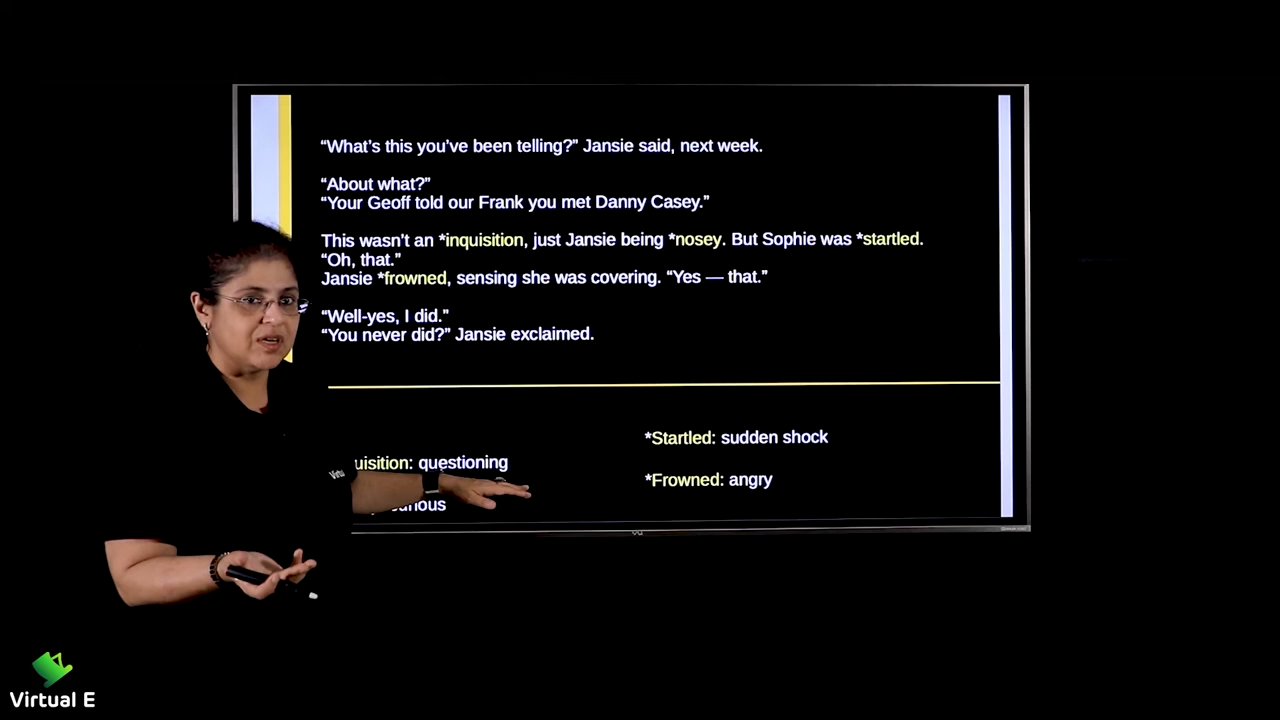 “What’s this you’ve been telling?” Jansie said, next week.
“About what?”
“Your Geoff told our Frank you met Danny Casey.”
This wasn’t an *inquisition, just Jansie being *nosey. But Sophie was *startled.
“Oh, that.”
Jansie *frowned, sensing she was covering. “Yes — that.”
“Well-yes, I did.”
“You never did?” Jansie exclaimed.
*Startled: sudden shock
questioning
*Frowned: angry
Virtual E